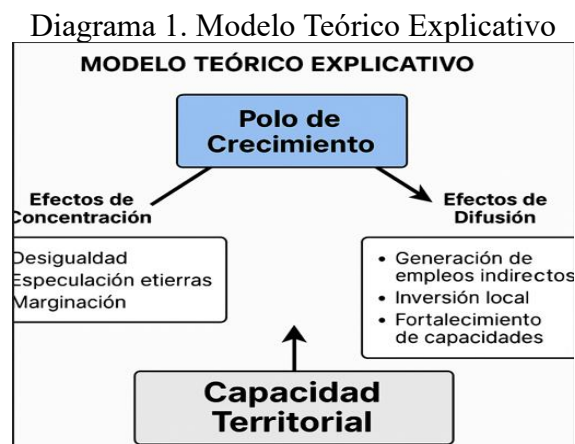 Diagrama 1. Modelo Teórico Explicativo
MODELO TEÓRICO EXPLICATIVO
Polo de
Crecimiento
Efectos de
Concentración
Desigualdad
Especulación etierras
Marginación
Efectos de
Difusión
• Generación de
empleos indirectos
• Inversión local
• Fortalecimiento
de capacidades
Capacidad
Territorial